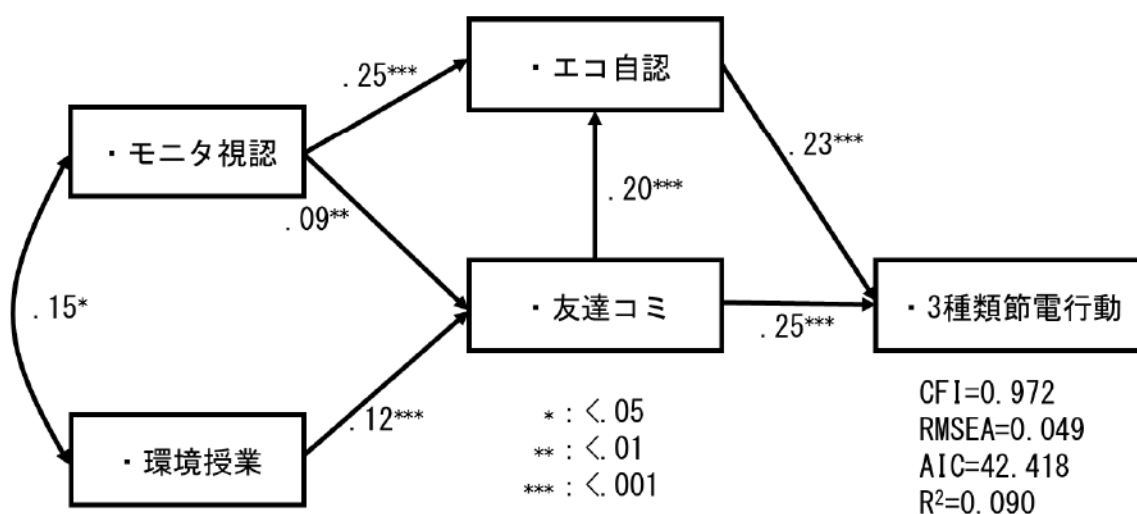 ・エコ自認
.25***
・モニタ視認
.23***
.20***
.09**
・友達コミ
・3種類節電行動
.15*
.25***
.12***
・環境授業
* : <.05
** : <.01
*** : <.001
CFI=0.972
RMSEA=0.049
AIC=42.418
R²=0.090